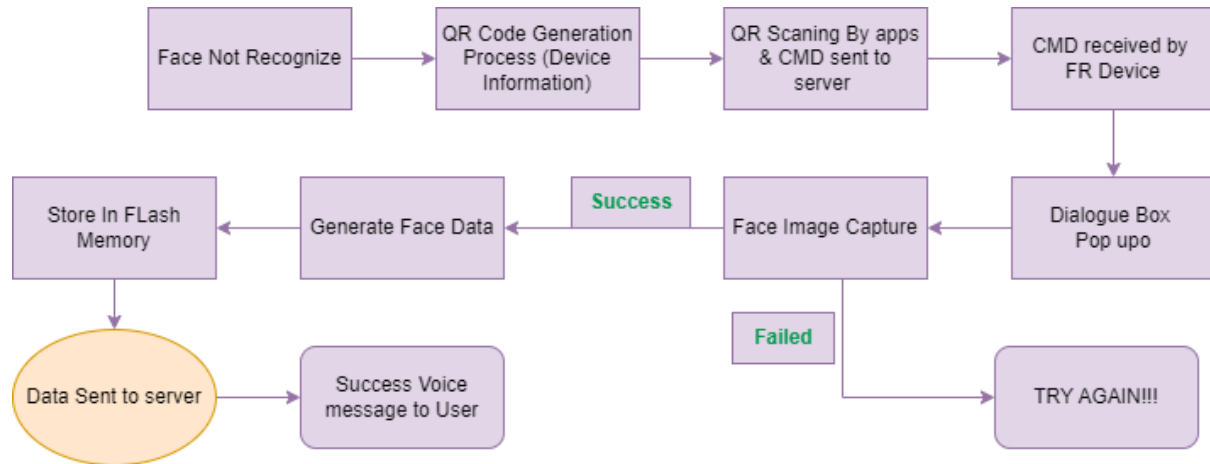 Face Not Recognize
QR Code Generation
Process (Device
Information)
QR Scaning By apps
& CMD sent to
server
CMD received by
FR Device
Store In FLash
Memory
Generate Face Data
Success
Face Image Capture
Dialogue Box
Pop upo
Failed
Data Sent to server
Success Voice
message to User
TRY AGAIN!!!